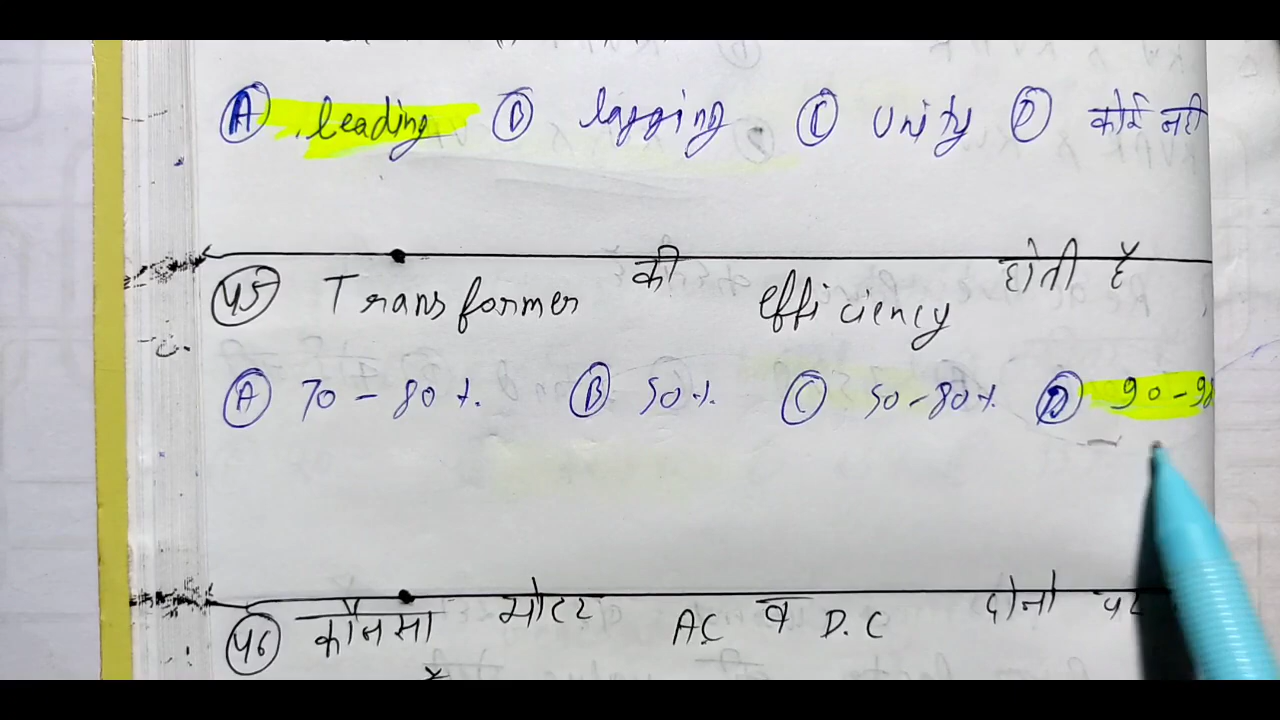 Ⓐ leading Ⓑ lagging Ⓒ Unity Ⓓ कोई नही
45 Transformer की efficiency होती है
Ⓐ 70 - 80 %. Ⓑ 50 %. Ⓒ 50 - 80 %. Ⓓ 90 - 98
46 कौनसा मोटर AC व D.C दोनो पर